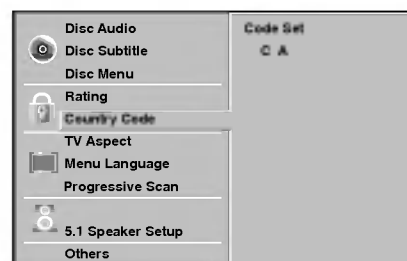 Disc Audio
Disc Subtitle
Disc Menu
Rating
Country Code
TV Aspect
Menu Language
Progressive Scan
5.1 Speaker Setup
Others
Code Set
C A